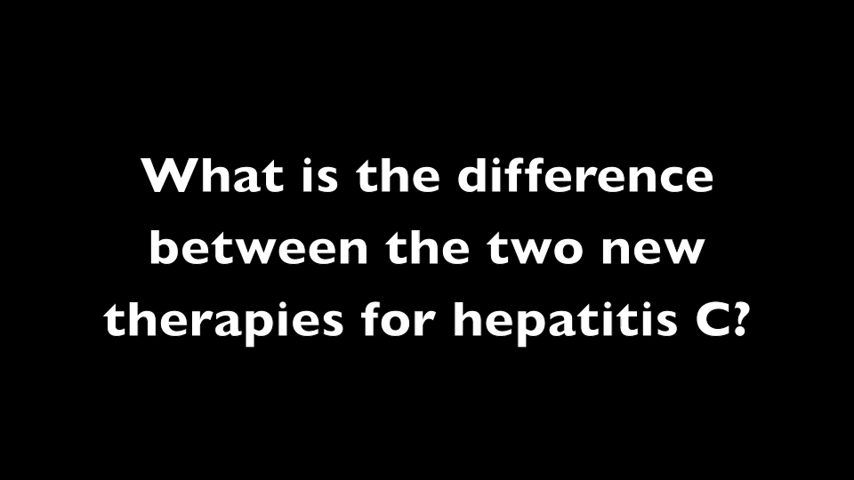 What is the difference
between the two new
therapies for hepatitis C?